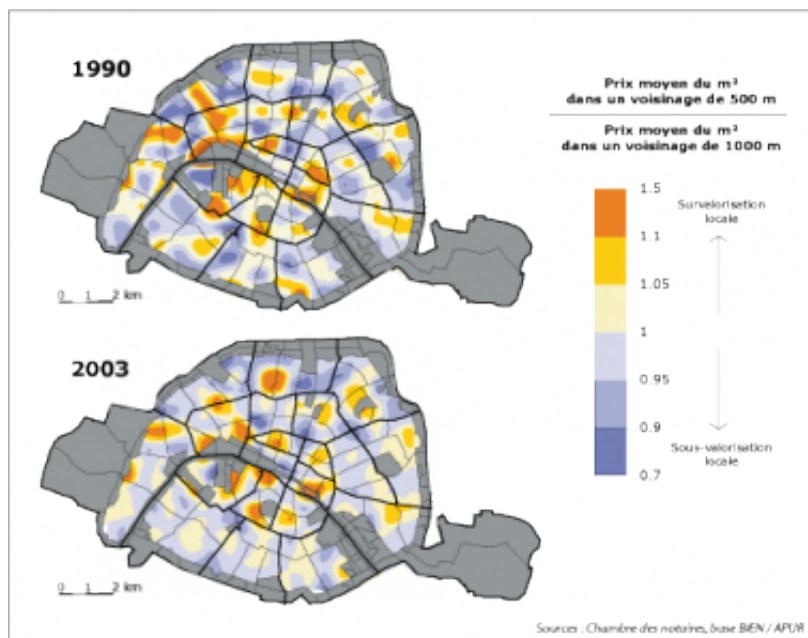 1990
Prix moyen du m²
dans un voisinage de 500 m
Prix moyen du m²
dans un voisinage de 1000 m
1.5
Survalorisation
locale
1.1
1.05
1
0.95
0.9
Sous-valorisation
locale
0.7
0 1 2 km
2003
0 1 2 km
Sources : Chambre des notaires, base BIEN / APUR